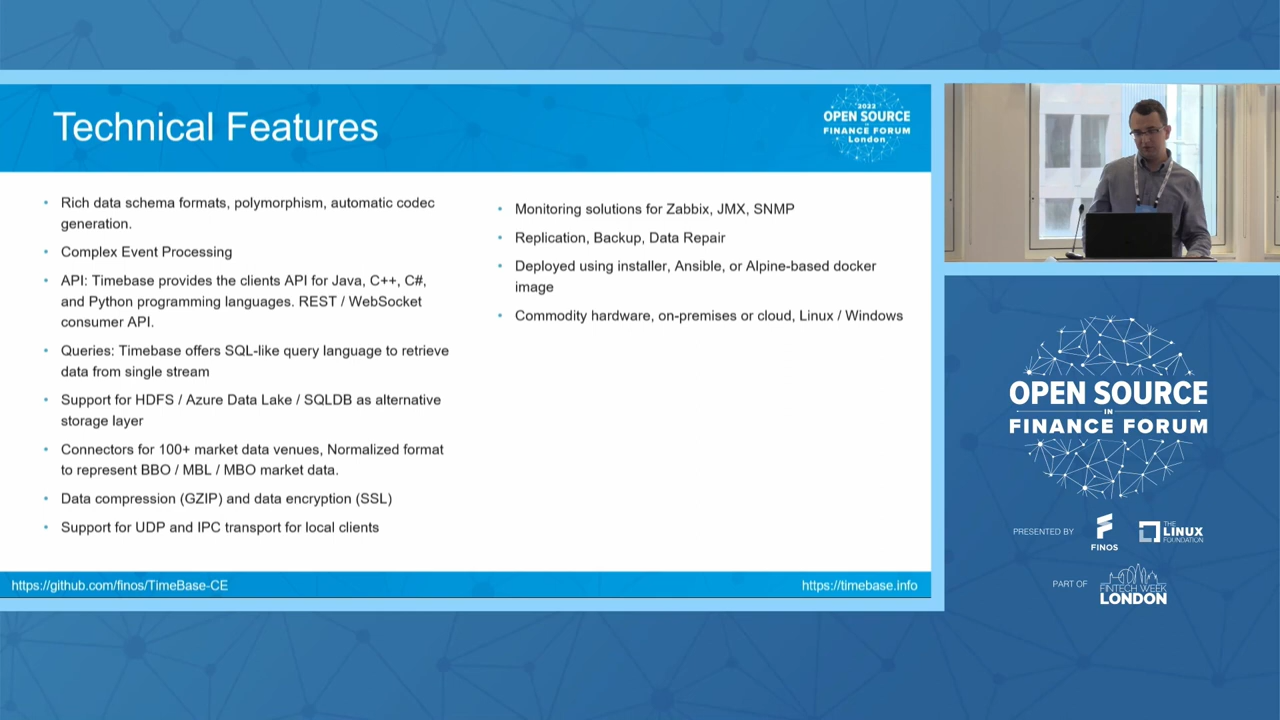 Technical Features
2022
OPEN SOURCE
IN
FINANCE FORUM
London
• Rich data schema formats, polymorphism, automatic codec
generation.
• Complex Event Processing
• API: Timebase provides the clients API for Java, C++, C#,
and Python programming languages. REST / WebSocket
consumer API.
• Queries: Timebase offers SQL-like query language to retrieve
data from single stream
• Support for HDFS / Azure Data Lake / SQLDB as alternative
storage layer
• Connectors for 100+ market data venues, Normalized format
to represent BBO / MBL / MBO market data.
• Data compression (GZIP) and data encryption (SSL)
• Support for UDP and IPC transport for local clients
• Monitoring solutions for Zabbix, JMX, SNMP
• Replication, Backup, Data Repair
• Deployed using installer, Ansible, or Alpine-based docker
image
• Commodity hardware, on-premises or cloud, Linux / Windows
https://github.com/finos/TimeBase-CE
https://timebase.info
OPEN SOURCE
IN
FINANCE FORUM
PRESENTED BY
FINOS
THE
LINUX
FOUNDATION
PART OF
FINTECH WEEK
LONDON